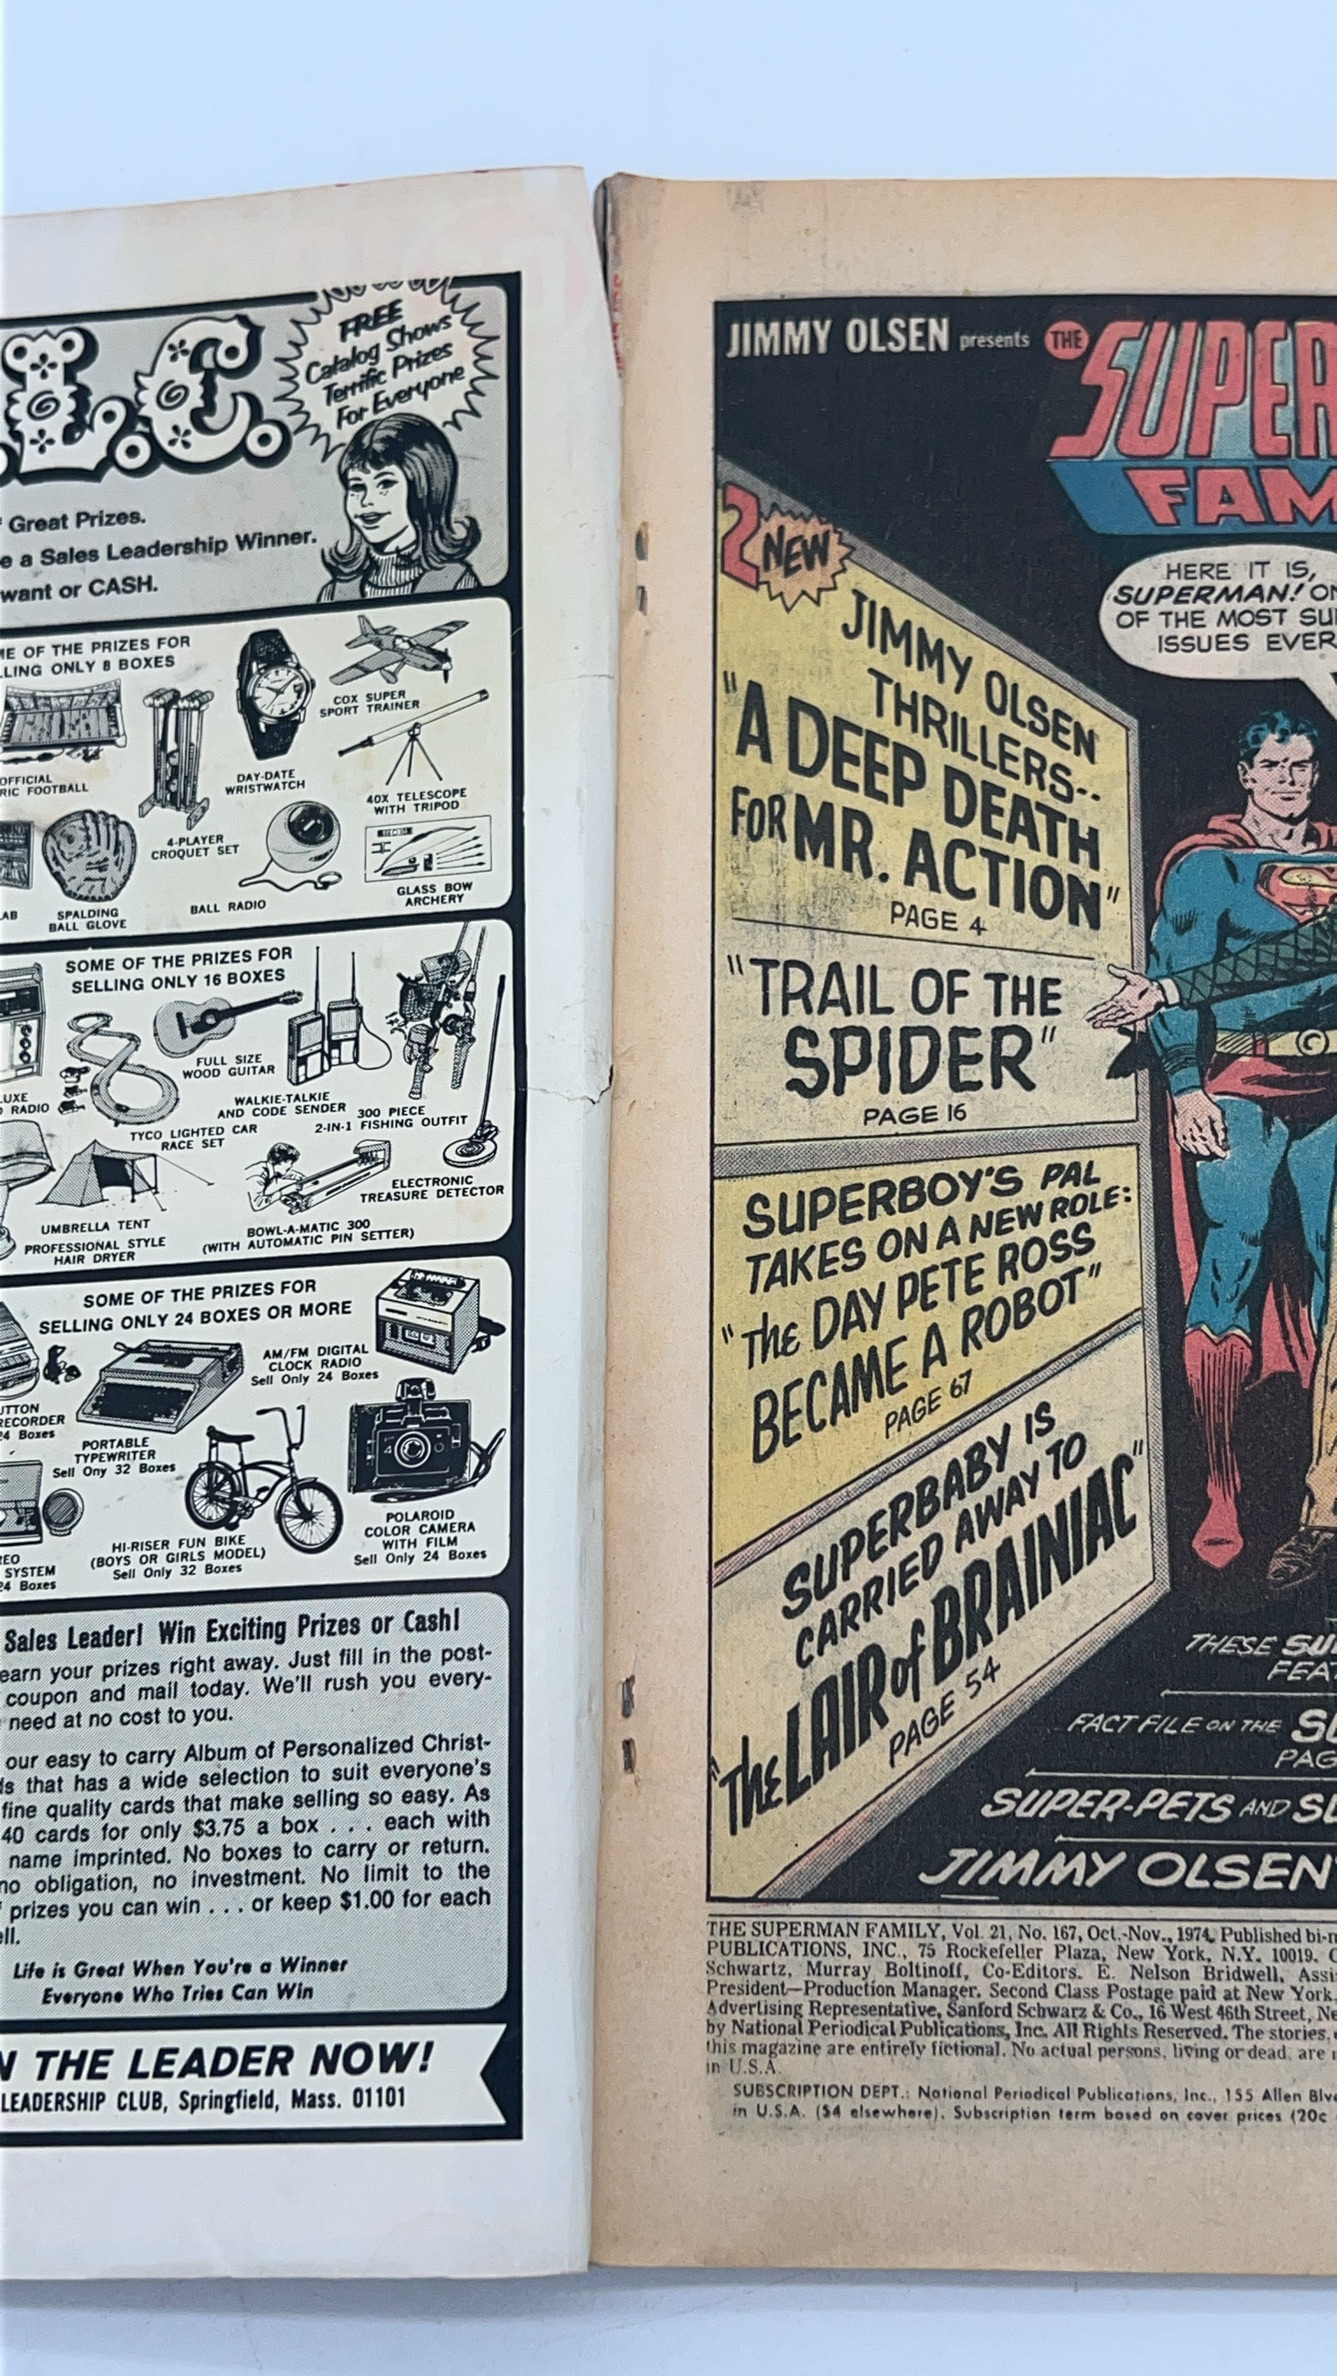 L.C.
FREE
Catalog Shows
Terrific Prizes
For Everyone
Great Prizes.
a Sales Leadership Winner.
want or CASH.
OF THE PRIZES FOR
ONLY 8 BOXES
COX SUPER
SPORT TRAINER
OFFICIAL
FOOTBALL
DAY-DATE
WRISTWATCH
40X TELESCOPE
WITH TRIPOD
4-PLAYER
CROQUET SET
SPALDING
BALL GLOVE
BALL RADIO
GLASS BOW
ARCHERY
SOME OF THE PRIZES FOR
SELLING ONLY 16 BOXES
FULL SIZE
WOOD GUITAR
RADIO
WALKIE-TALKIE
AND CODE SENDER
300 PIECE
2-IN-1 FISHING OUTFIT
TYCO LIGHTED CAR
RACE SET
ELECTRONIC
TREASURE DETECTOR
UMBRELLA TENT
BOWL-A-MATIC 300
(WITH AUTOMATIC PIN SETTER)
PROFESSIONAL STYLE
HAIR DRYER
SOME OF THE PRIZES FOR
SELLING ONLY 24 BOXES OR MORE
AM/FM DIGITAL
CLOCK RADIO
Sell Only 24 Boxes
RECORDER
Boxes
PORTABLE
TYPEWRITER
Sell Ony 32 Boxes
SYSTEM
Boxes
HI-RISER FUN BIKE
(BOYS OR GIRLS MODEL)
Sell Only 32 Boxes
POLAROID
COLOR CAMERA
WITH FILM
Sell Only 24 Boxes
Sales Leader! Win Exciting Prizes or Cash!
earn your prizes right away. Just fill in the post-
coupon and mail today. We'll rush you every-
need at no cost to you.
our easy to carry Album of Personalized Christ-
that has a wide selection to suit everyone's
fine quality cards that make selling so easy. As
40 cards for only $3.75 a box . . . each with
name imprinted. No boxes to carry or return.
no obligation, no investment. No limit to the
prizes you can win . . . or keep $1.00 for each
Life is Great When You're a Winner
Everyone Who Tries Can Win
THE LEADER NOW!
LEADERSHIP CLUB, Springfield, Mass. 01101
JIMMY OLSEN presents THE SUPER
FAM
2 NEW
JIMMY OLSEN
THRILLERS--
"A DEEP DEATH
FOR MR. ACTION"
PAGE 4
"TRAIL OF THE
SPIDER"
PAGE 16
SUPERBOY'S PAL
TAKES ON A NEW ROLE:
"The DAY PETE ROSS
BECAME A ROBOT"
PAGE 67
SUPERBABY IS
CARRIED AWAY TO
"The LAIR of BRAINIAC"
PAGE 54
HERE IT IS,
SUPERMAN! ON
OF THE MOST SU
ISSUES EVER
THESE SU
FEAT
FACT FILE ON THE SU
PAG
SUPER-PETS AND SU
JIMMY OLSEN'
THE SUPERMAN FAMILY, Vol. 21, No. 167, Oct.-Nov., 1974. Published bi-m
PUBLICATIONS, INC., 75 Rockefeller Plaza, New York, N.Y. 10019. C
Schwartz, Murray Boltinoff, Co-Editors. E. Nelson Bridwell, Assi
President—Production Manager. Second Class Postage paid at New York,
Advertising Representative, Sanford Schwarz & Co., 16 West 46th Street, Ne
by National Periodical Publications, Inc. All Rights Reserved. The stories,
this magazine are entirely fictional. No actual persons, living or dead, are
in U.S.A.
SUBSCRIPTION DEPT.: National Periodical Publications, Inc., 155 Allen Blv
in U.S.A. ($4 elsewhere). Subscription term based on cover prices (20c